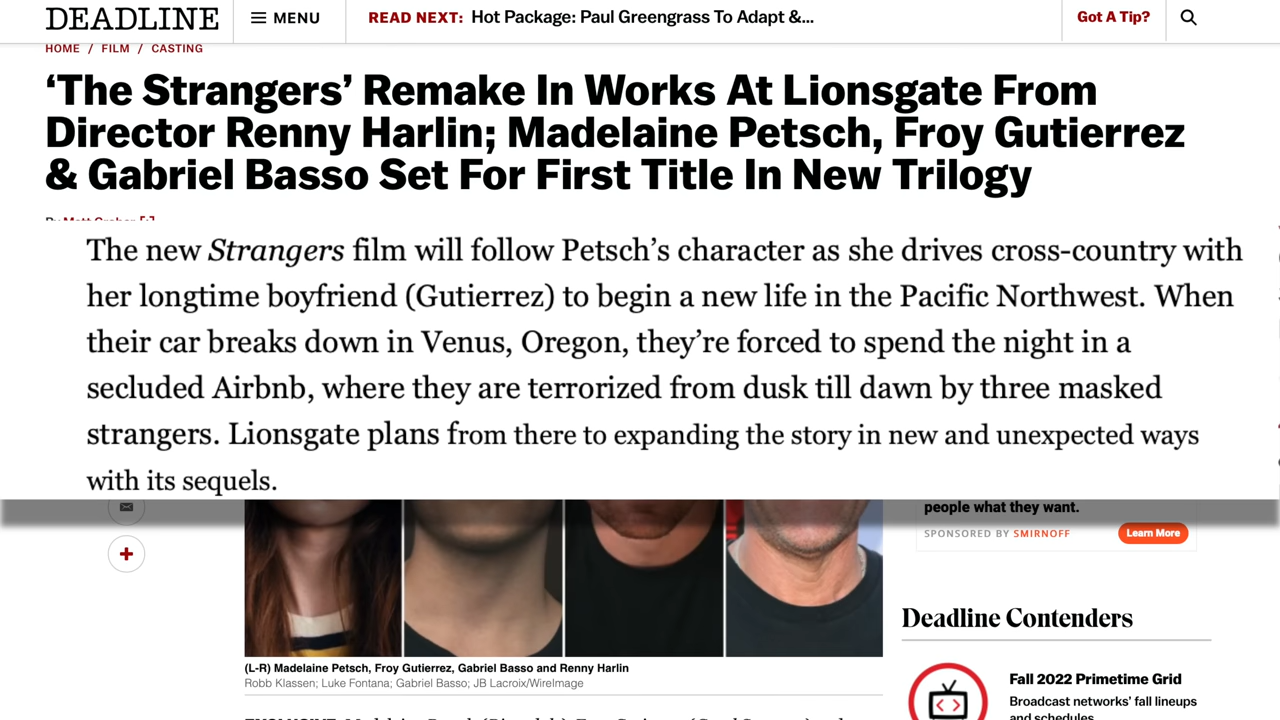 DEADLINE
MENU
READ NEXT: Hot Package: Paul Greengrass To Adapt &...
Got A Tip?
HOME / FILM / CASTING
‘The Strangers’ Remake In Works At Lionsgate From
Director Renny Harlin; Madelaine Petsch, Froy Gutierrez
& Gabriel Basso Set For First Title In New Trilogy
The new Strangers film will follow Petsch’s character as she drives cross-country with
her longtime boyfriend (Gutierrez) to begin a new life in the Pacific Northwest. When
their car breaks down in Venus, Oregon, they’re forced to spend the night in a
secluded Airbnb, where they are terrorized from dusk till dawn by three masked
strangers. Lionsgate plans from there to expanding the story in new and unexpected ways
with its sequels.
people what they want.
SPONSORED BY SMIRNOFF
Learn More
Deadline Contenders
(L-R) Madelaine Petsch, Froy Gutierrez, Gabriel Basso and Renny Harlin
Robb Klassen; Luke Fontana; Gabriel Basso; JB Lacroix/WireImage
Fall 2022 Primetime Grid
Broadcast networks' fall lineups
and schedules